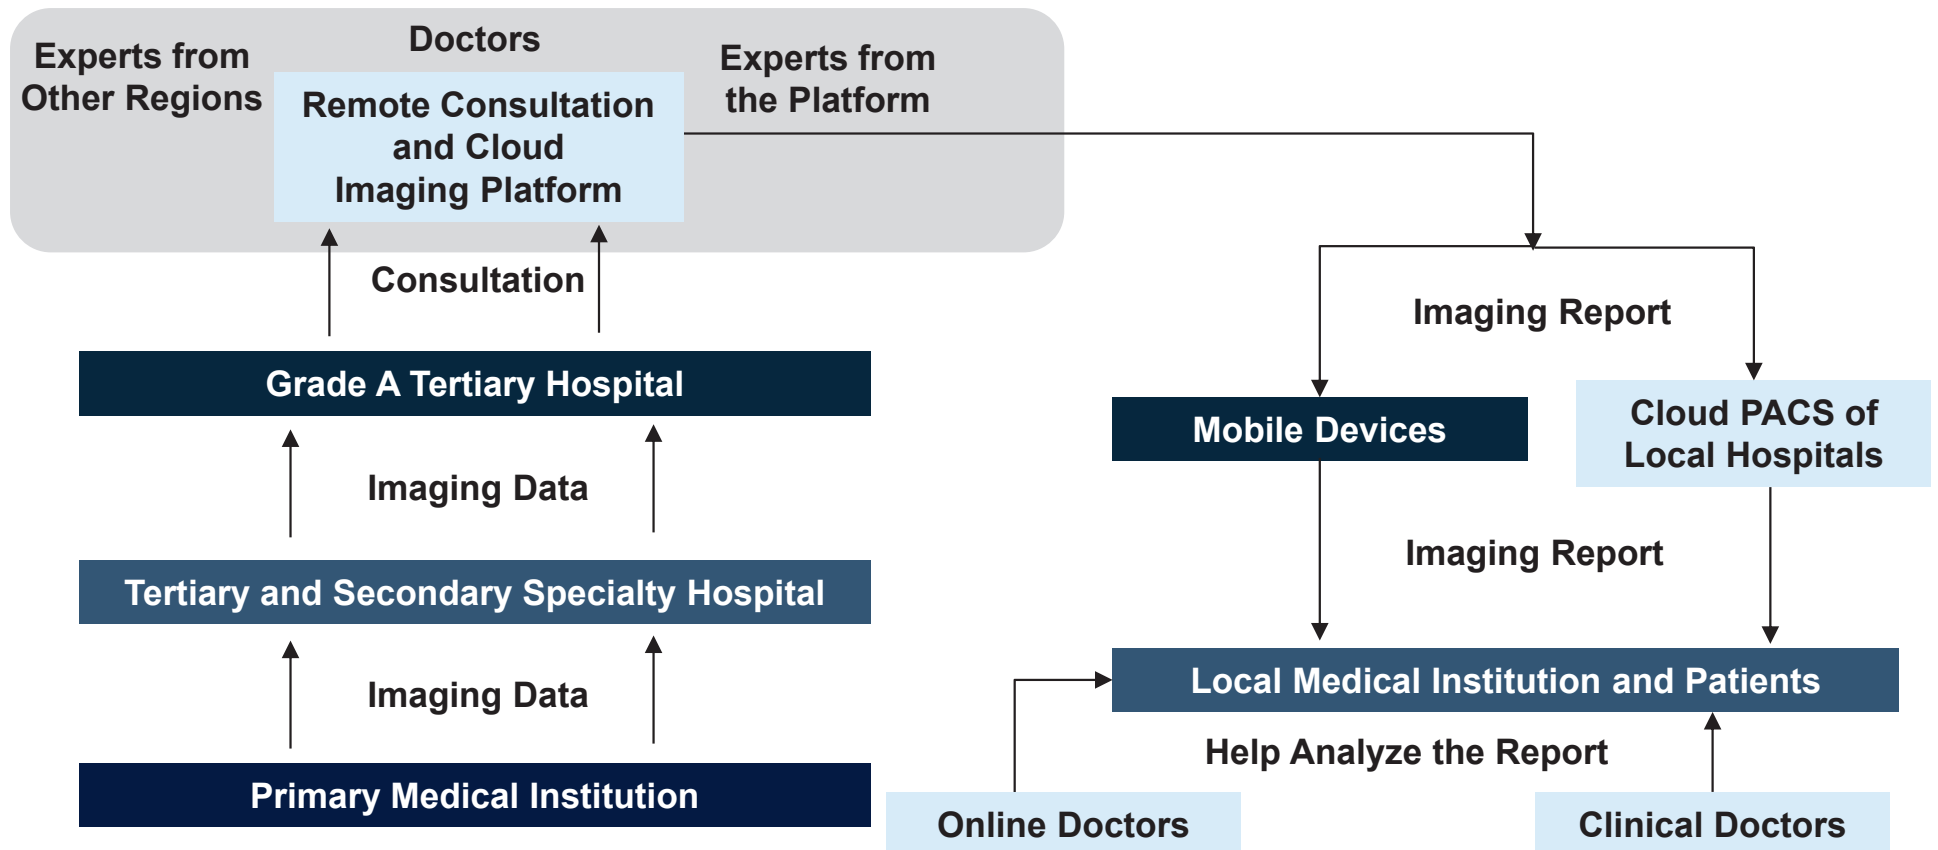 Doctors
Experts from
Other Regions
Remote Consultation
and Cloud
Imaging Platform
Experts from
the Platform
Consultation
Grade A Tertiary Hospital
Imaging Data
Tertiary and Secondary Specialty Hospital
Imaging Data
Primary Medical Institution
Imaging Report
Mobile Devices
Cloud PACS of
Local Hospitals
Imaging Report
Local Medical Institution and Patients
Help Analyze the Report
Online Doctors
Clinical Doctors